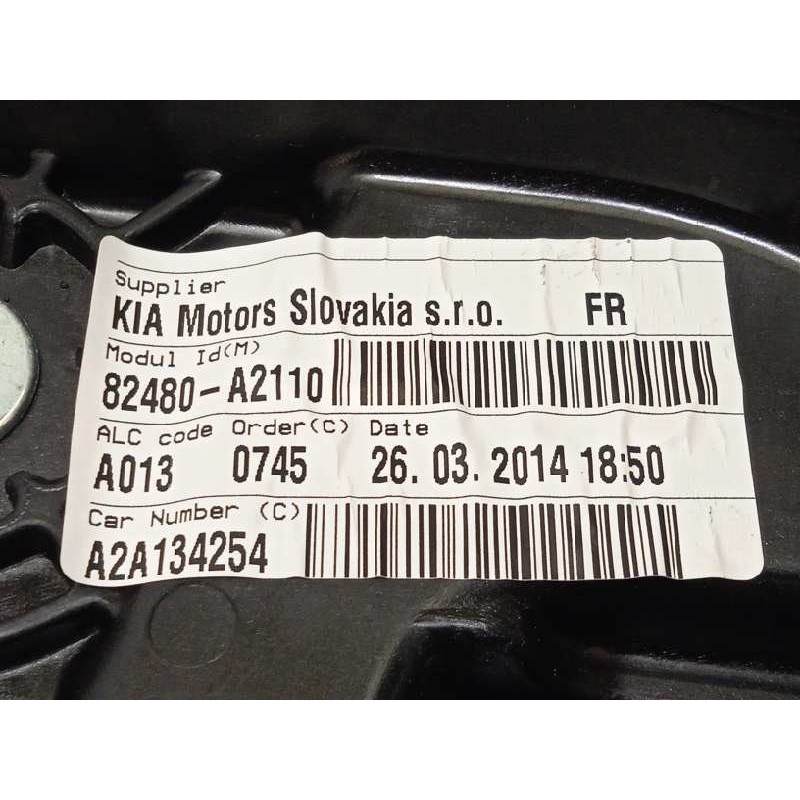 Supplier
KIA Motors Slovakia s.r.o. FR
Modul Id(M)
82480-A2110
ALC code Order(C) Date
A013 0745 26. 03. 2014 18:50
Car Number (C)
A2A134254